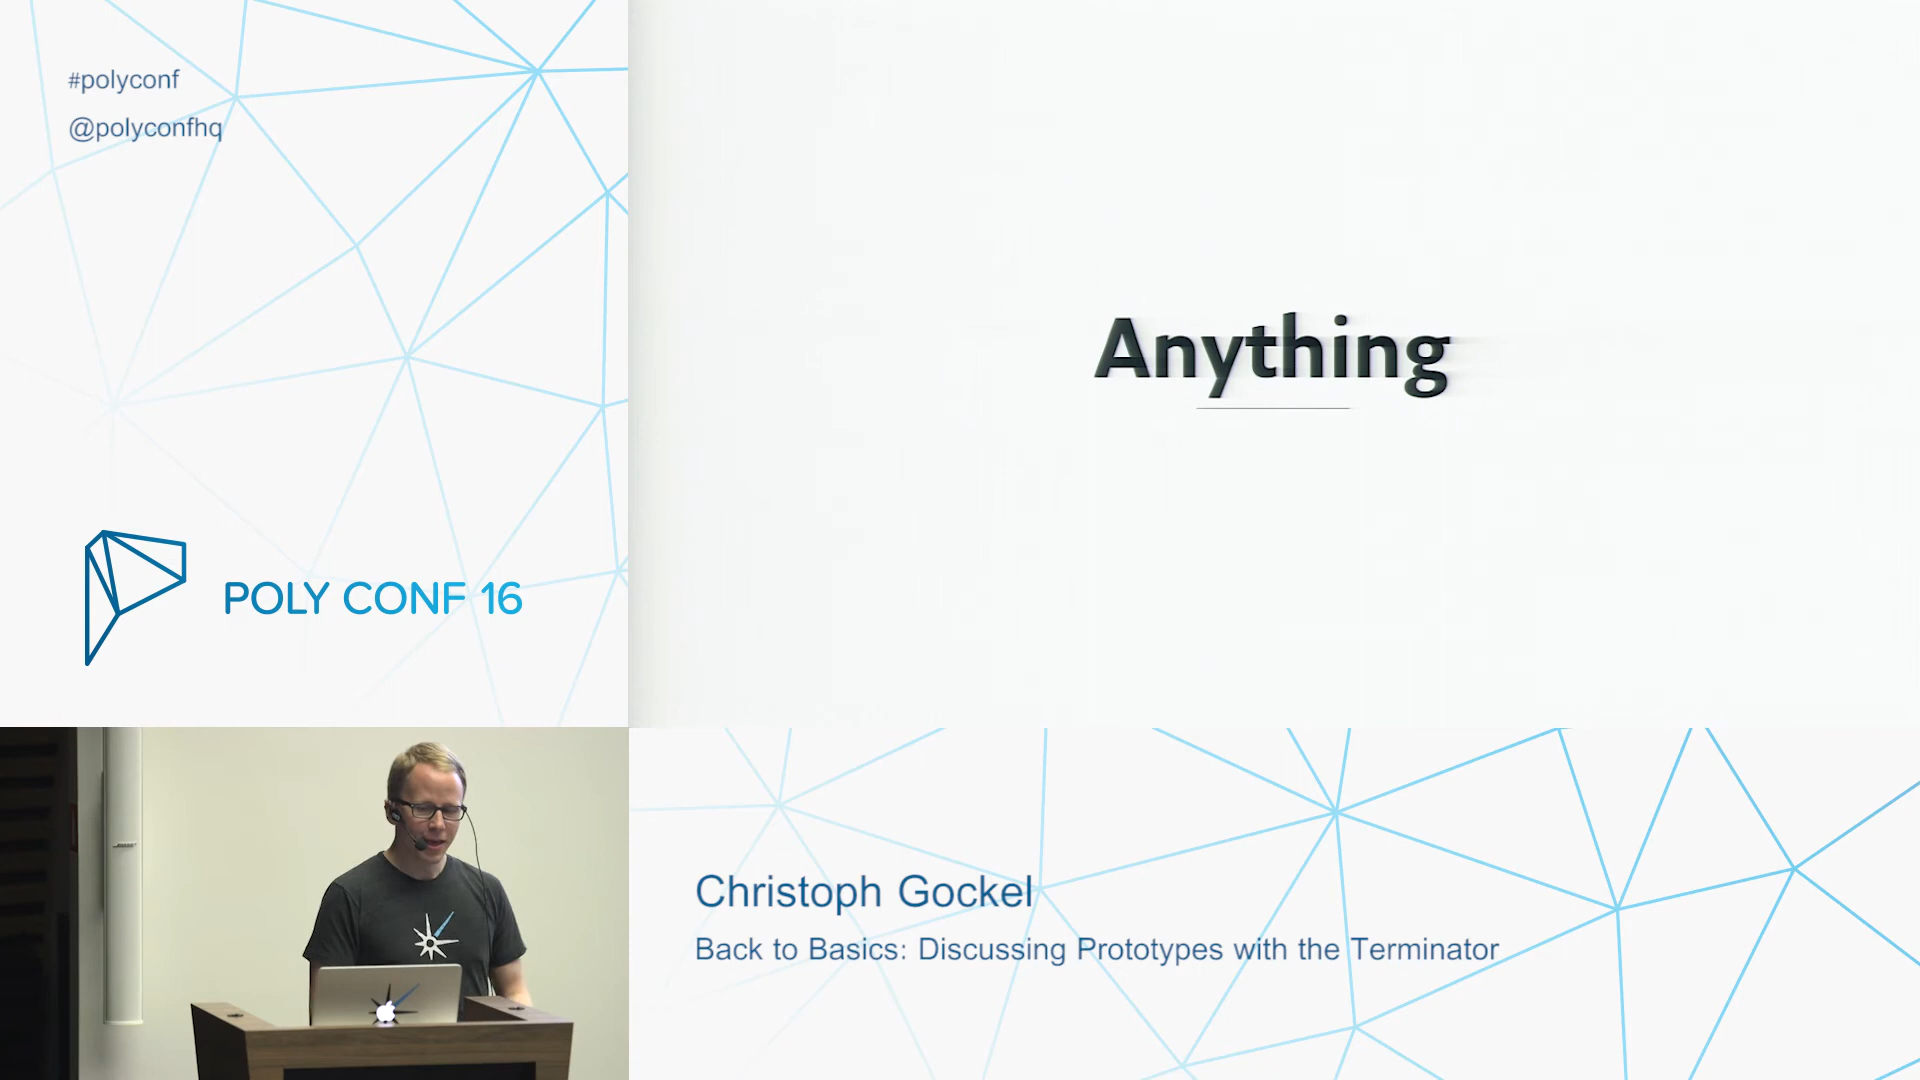 #polyconf
@polyconfhq
POLY CONF 16
Anything
Christoph Gockel
Back to Basics: Discussing Prototypes with the Terminator